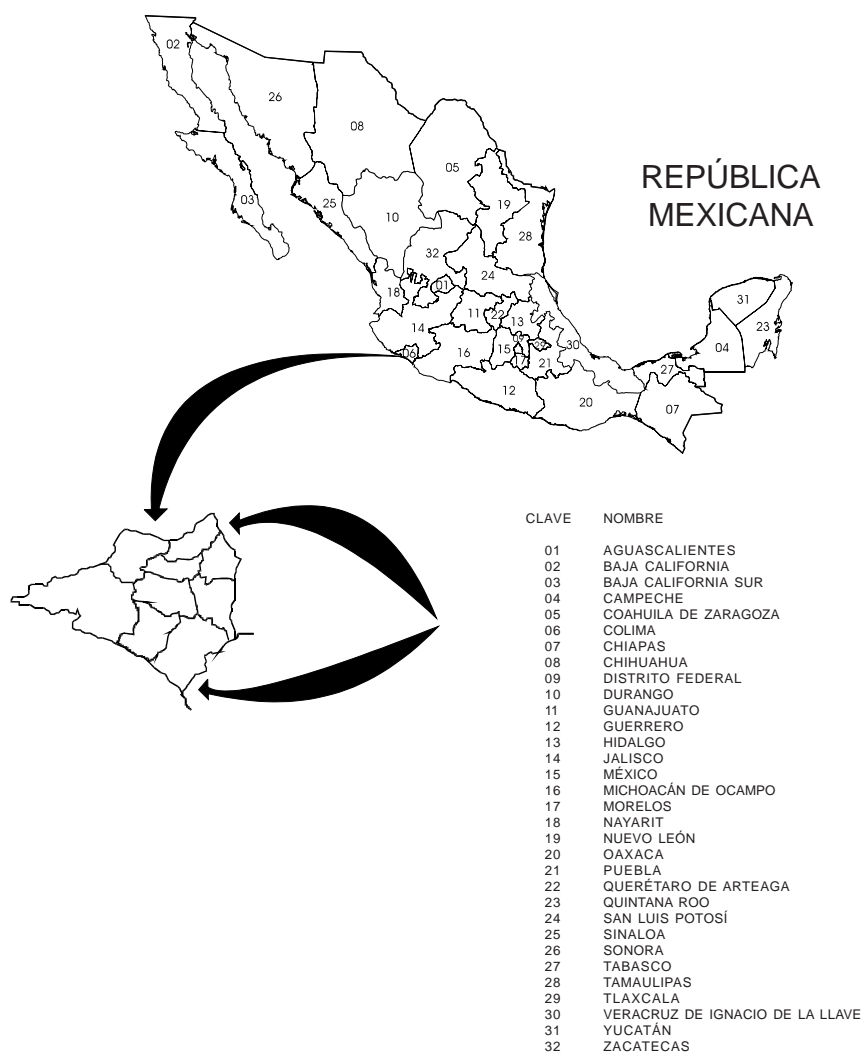 02
26
08
05
03
25
10
19
28
32
24
18
01
14
11
22
13
06
16
15
09
17
29
21
30
12
20
27
07
04
31
23
REPÚBLICA
MEXICANA
CLAVE NOMBRE
01 AGUASCALIENTES
02 BAJA CALIFORNIA
03 BAJA CALIFORNIA SUR
04 CAMPECHE
05 COAHUILA DE ZARAGOZA
06 COLIMA
07 CHIAPAS
08 CHIHUAHUA
09 DISTRITO FEDERAL
10 DURANGO
11 GUANAJUATO
12 GUERRERO
13 HIDALGO
14 JALISCO
15 MÉXICO
16 MICHOACÁN DE OCAMPO
17 MORELOS
18 NAYARIT
19 NUEVO LEÓN
20 OAXACA
21 PUEBLA
22 QUERÉTARO DE ARTEAGA
23 QUINTANA ROO
24 SAN LUIS POTOSÍ
25 SINALOA
26 SONORA
27 TABASCO
28 TAMAULIPAS
29 TLAXCALA
30 VERACRUZ DE IGNACIO DE LA LLAVE
31 YUCATÁN
32 ZACATECAS